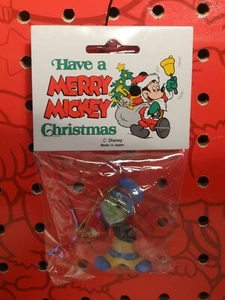 Have a
MERRY
MICKEY
Christmas
© Disney
Made in Japan